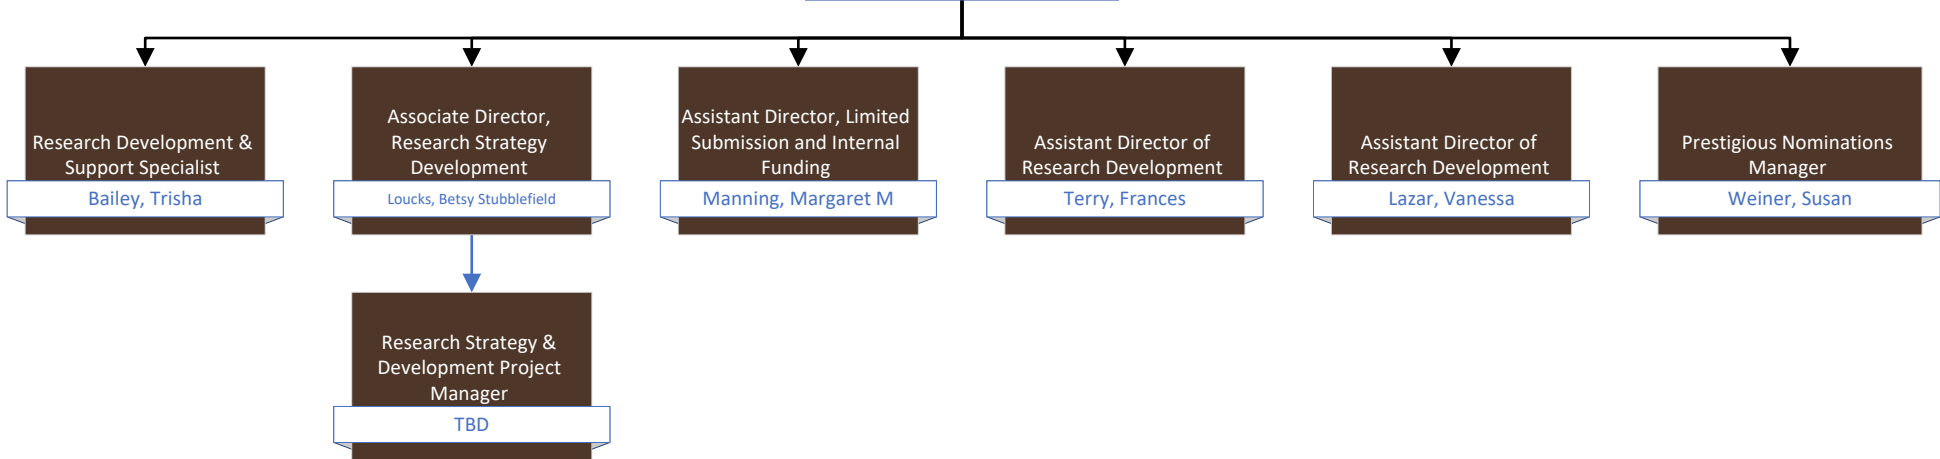 Research Development &
Support Specialist
Bailey, Trisha
Associate Director,
Research Strategy
Development
Loucks, Betsy Stubblefield
Assistant Director, Limited
Submission and Internal
Funding
Manning, Margaret M
Assistant Director of
Research Development
Terry, Frances
Assistant Director of
Research Development
Lazar, Vanessa
Prestigious Nominations
Manager
Weiner, Susan
Research Strategy &
Development Project
Manager
TBD